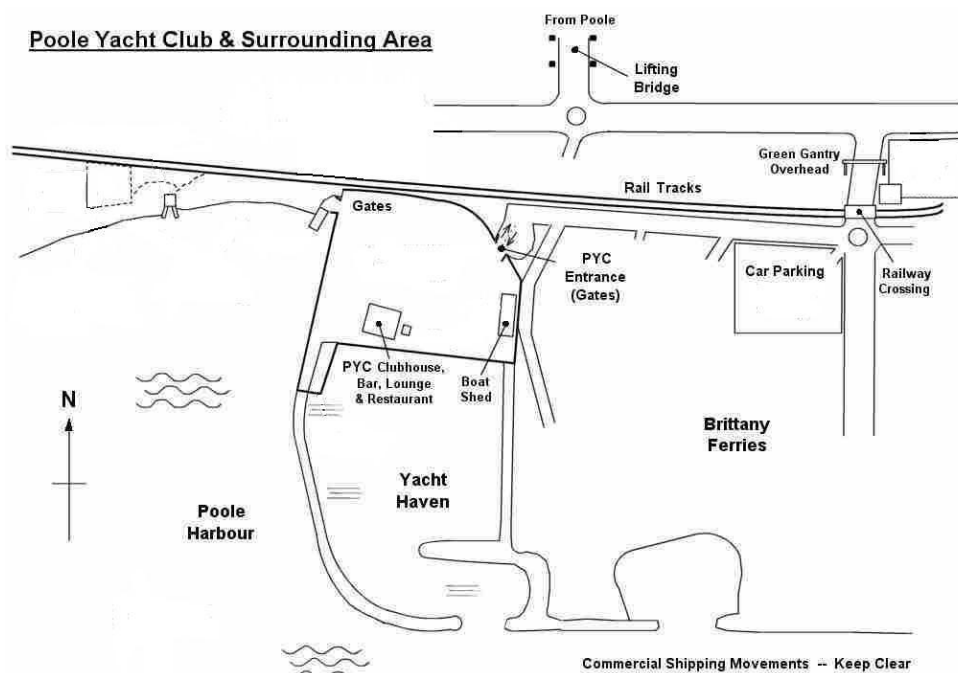 Poole Yacht Club & Surrounding Area
From Poole
Lifting
Bridge
Green Gantry
Overhead
Rail Tracks
Gates
PYC
Entrance
(Gates)
Car Parking
Railway
Crossing
PYC Clubhouse,
Bar, Lounge
& Restaurant
Boat
Shed
N
Brittany
Ferries
Yacht
Haven
Poole
Harbour
Commercial Shipping Movements -- Keep Clear